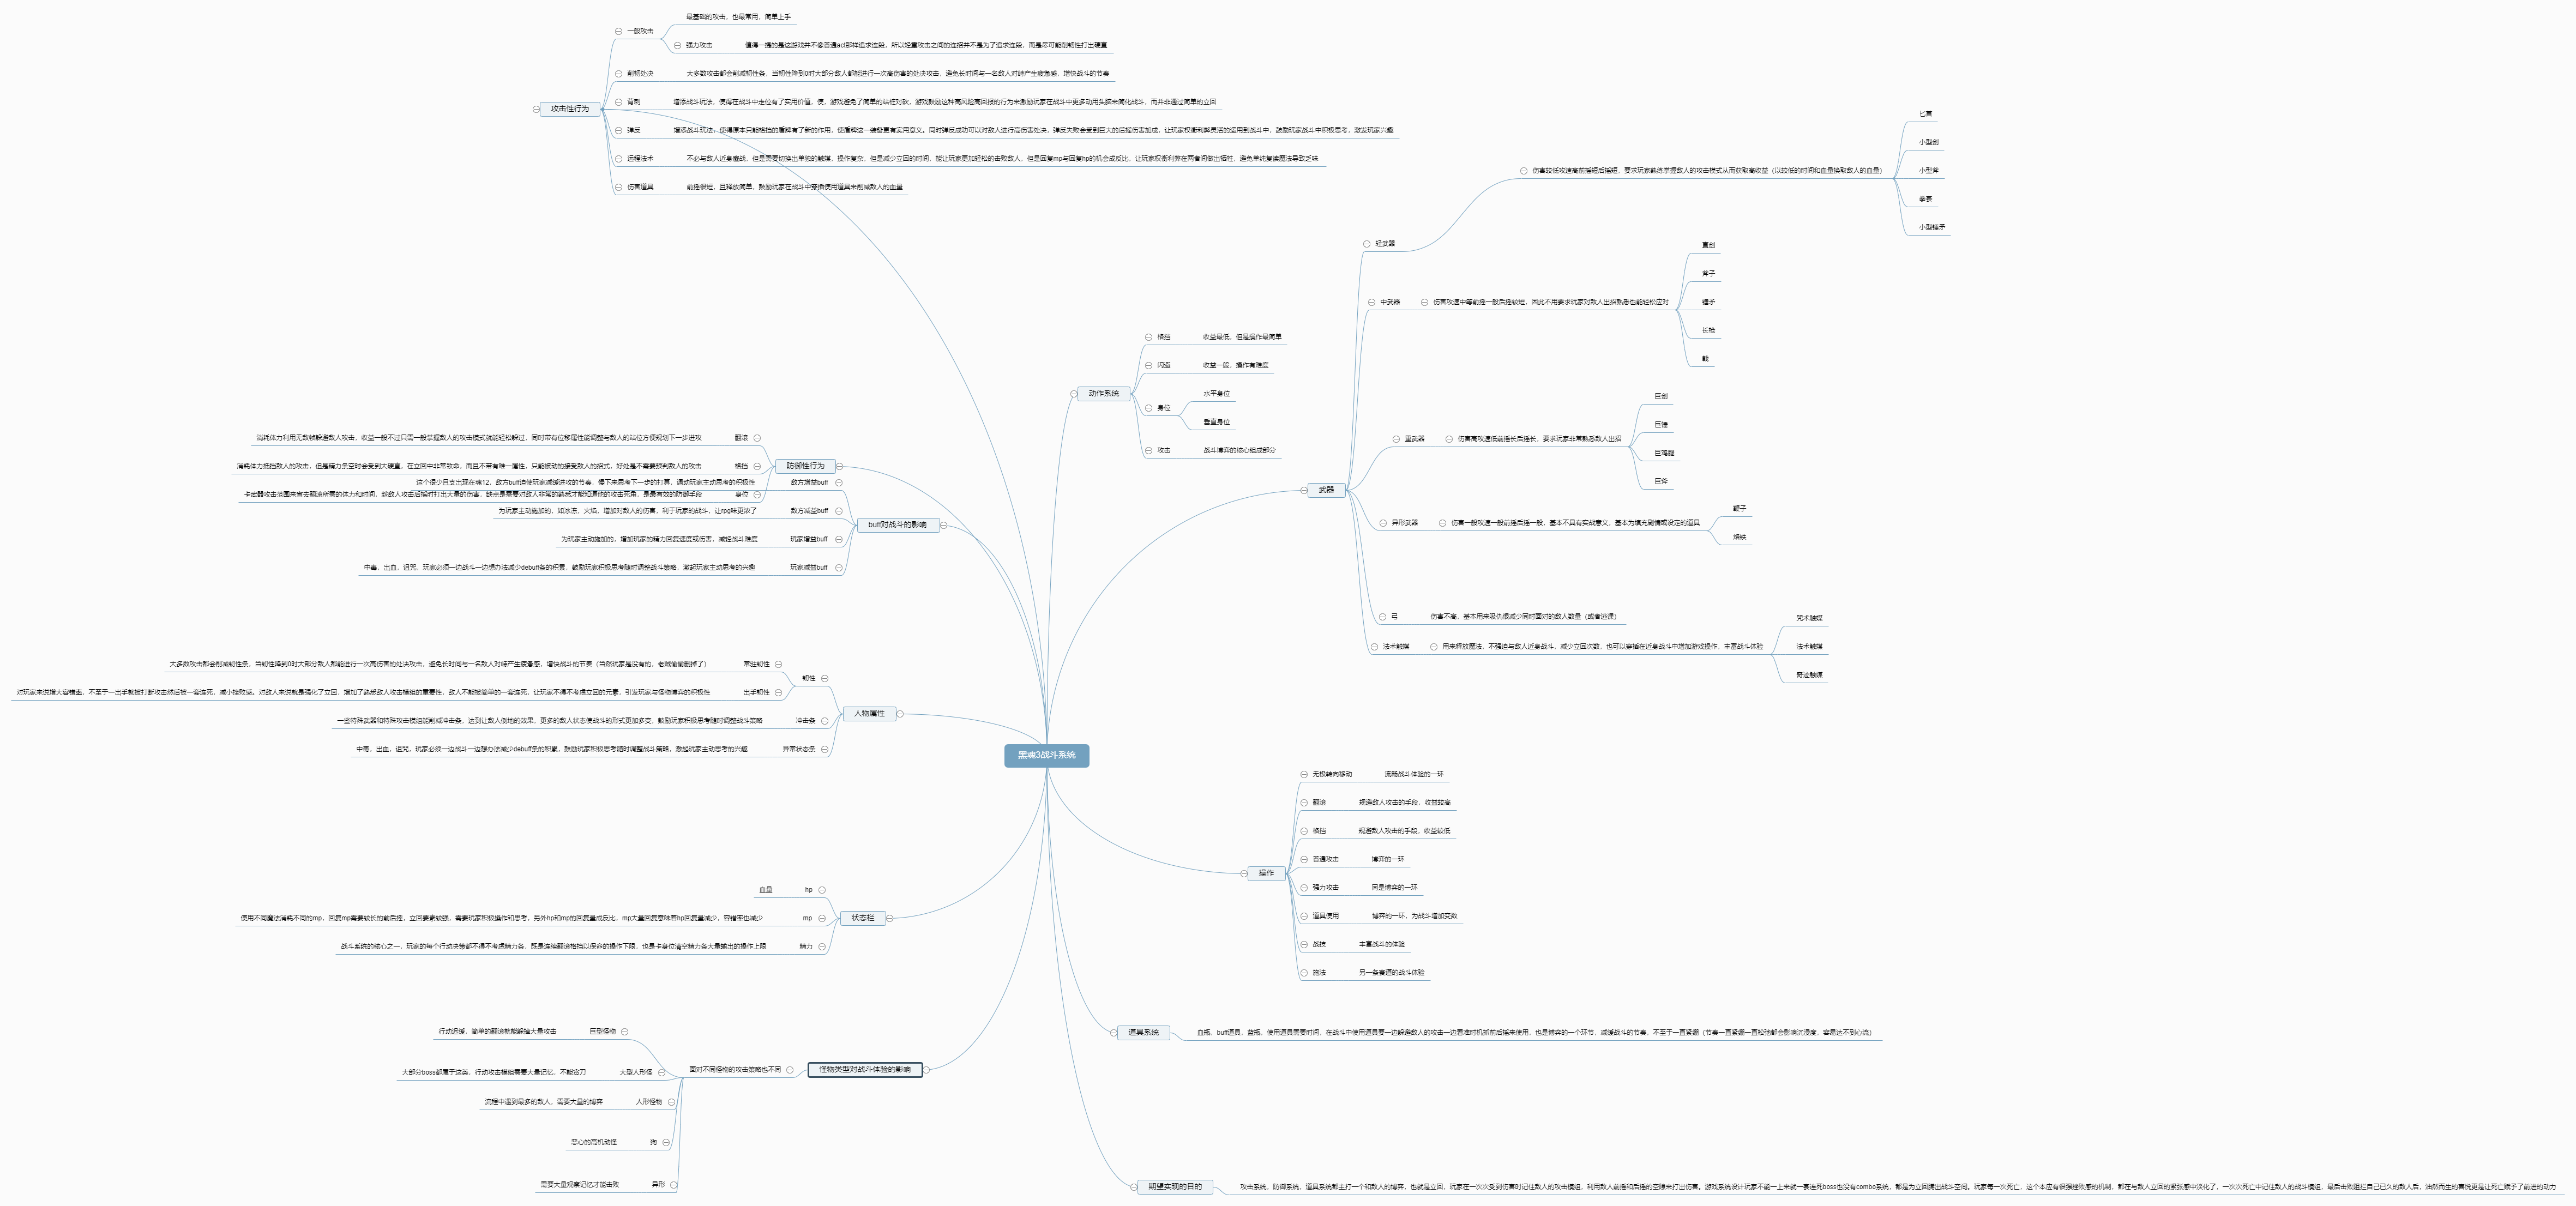 黑魂3战斗系统
攻击性行为
一般攻击
最基础的攻击，也最常用，简单上手
强力攻击
值得一提的是这游戏并不像普通act那样追求连段，所以轻重攻击之间的连招并不是为了追求连段，而是尽可能削韧性打出硬直
削韧处决
大多数攻击都会削减韧性条，当韧性降到0时大部分敌人都能进行一次高伤害的处决攻击，避免长时间与一名敌人对峙产生疲惫感，增快战斗的节奏
背刺
增添战斗玩法，使得在战斗中走位有了实用价值，使，游戏避免了简单的站桩对砍，游戏鼓励这种高风险高回报的行为来激励玩家在战斗中更多动用头脑来简化战斗，而并非通过简单的立回
弹反
增添战斗玩法，使得原本只能格挡的盾牌有了新的作用，使盾牌这一装备更有实用意义。同时弹反成功可以对敌人进行高伤害处决，弹反失败会受到巨大的后摇伤害加成，让玩家权衡利弊灵活的运用到战斗中，鼓励玩家战斗中积极思考，激发玩家兴趣
远程法术
不必与敌人近身鏖战，但是需要切换出单独的触媒，操作复杂，但是减少立回的时间，能让玩家更加轻松的击败敌人，但是回复mp与回复hp的机会成反比，让玩家权衡利弊在两者间做出牺牲，避免单纯复读魔法导致乏味
伤害道具
前摇很短，且释放简单，鼓励玩家在战斗中穿插使用道具来削减敌人的血量
防御性行为
翻滚
消耗体力利用无敌帧躲避敌人攻击，收益一般不过只需一般掌握敌人的攻击模式就能轻松躲过，同时带有位移属性能调整与敌人的站位方便规划下一步进攻
格挡
消耗体力抵挡敌人的攻击，但是精力条空时会受到大硬直，在立回中非常致命，而且不带有唯一属性，只能被动的接受敌人的招式，好处是不需要预判敌人的攻击
身位
卡武器攻击范围来省去翻滚所需的体力和时间，趁敌人攻击后摇时打出大量的伤害，缺点是需要对敌人非常的熟悉才能知道他的攻击死角，是最有效的防御手段
buff对战斗的影响
敌方增益buff
这个很少且支出现在魂12，敌方buff迫使玩家减缓进攻的节奏，慢下来思考下一步的打算，调动玩家主动思考的积极性
敌方减益buff
为玩家主动施加的，如冰冻，火焰，增加对敌人的伤害，利于玩家的战斗，让rpg味更浓了
玩家增益buff
为玩家主动施加的，增加玩家的精力回复速度或伤害，减轻战斗难度
玩家减益buff
中毒，出血，诅咒，玩家必须一边战斗一边想办法减少debuff条的积累，鼓励玩家积极思考随时调整战斗策略，激起玩家主动思考的兴趣
人物属性
韧性
常驻韧性
大多数攻击都会削减韧性条，当韧性降到0时大部分敌人都能进行一次高伤害的处决攻击，避免长时间与一名敌人对峙产生疲惫感，增快战斗的节奏（当然玩家是没有的，老贼偷偷删掉了）
出手韧性
对玩家来说增大容错率，不至于一出手就被打断攻击然后被一套连死，减小挫败感。对敌人来说就是强化了立回，增加了熟悉敌人攻击模组的重要性，敌人不能被简单的一套连死，让玩家不得不考虑立回的元素，引发玩家与怪物博弈的积极性
冲击条
一些特殊武器和特殊攻击模组能削减冲击条，达到让敌人倒地的效果，更多的敌人状态使战斗的形式更加多变，鼓励玩家积极思考随时调整战斗策略
异常状态条
中毒，出血，诅咒，玩家必须一边战斗一边想办法减少debuff条的积累，鼓励玩家积极思考随时调整战斗策略，激起玩家主动思考的兴趣
状态栏
hp
血量
mp
使用不同魔法消耗不同的mp，回复mp需要较长的前后摇，立回要素较强，需要玩家积极操作和思考，另外hp和mp的回复量成反比，mp大量回复意味着hp回复量减少，容错率也减少
精力
战斗系统的核心之一，玩家的每个行动决策都不得不考虑精力条，既是连续翻滚格挡以保命的操作下限，也是卡身位清空精力条大量输出的操作上限
怪物类型对战斗体验的影响
面对不同怪物的攻击策略也不同
巨型怪物
行动迟缓，简单的翻滚就能躲掉大量攻击
大型人形怪
大部分boss都属于这类，行动攻击模组需要大量记忆，不能贪刀
人形怪物
流程中遇到最多的敌人，需要大量的博弈
狗
恶心的高机动怪
异形
需要大量观察记忆才能击败
动作系统
格挡
收益最低，但是操作最简单
闪避
收益一般，操作有难度
身位
水平身位
垂直身位
攻击
战斗博弈的核心组成部分
武器
轻武器
伤害较低攻速高前摇短后摇短，要求玩家熟练掌握敌人的攻击模式从而获取高收益（以较低的时间和血量换取敌人的血量）
匕首
小型剑
小型斧
拳套
小型锤矛
中武器
伤害攻速中等前摇一般后摇较短，因此不用要求玩家对敌人出招熟悉也能轻松应对
直剑
斧子
锤矛
长枪
戟
重武器
伤害高攻速低前摇长后摇长，要求玩家非常熟悉敌人出招
巨剑
巨锤
巨鸡腿
巨斧
异形武器
伤害一般攻速一般前摇后摇一般，基本不具有实战意义，基本为填充剧情或设定的道具
鞭子
烙铁
弓
伤害不高，基本用来吸仇恨减少同时面对的敌人数量（或者逃课）
法术触媒
用来释放魔法，不强迫与敌人近身战斗，减少立回次数，也可以穿插在近身战斗中增加游戏操作，丰富战斗体验
咒术触媒
法术触媒
奇迹触媒
操作
无极转向移动
流畅战斗体验的一环
翻滚
规避敌人攻击的手段，收益较高
格挡
规避敌人攻击的手段，收益较低
普通攻击
博弈的一环
强力攻击
同是博弈的一环
道具使用
博弈的一环，为战斗增加变数
战技
丰富战斗的体验
施法
另一条赛道的战斗体验
道具系统
血瓶，buff道具，蓝瓶，使用道具需要时间，在战斗中使用道具要一边躲避敌人的攻击一边看准时机抓前后摇来使用，也是博弈的一个环节，减缓战斗的节奏，不至于一直紧绷（节奏一直紧绷一直松弛都会影响沉浸度，容易达不到心流）
期望实现的目的
攻击系统，防御系统，道具系统都主打一个和敌人的博弈，也就是立回，玩家在一次次受到伤害时记住敌人的攻击模组，利用敌人前摇和后摇的空隙来打出伤害。游戏系统设计玩家不能一上来就一套连死boss也没有combo系统，都是为立回腾出战斗空间。玩家每一次死亡，这个本应有很强挫败感的机制，都在与敌人立回的紧张感中淡化了，一次次死亡中记住敌人的战斗模组，最后击败阻拦自己已久的敌人后，油然而生的喜悦更是让死亡赋予了前进的动力